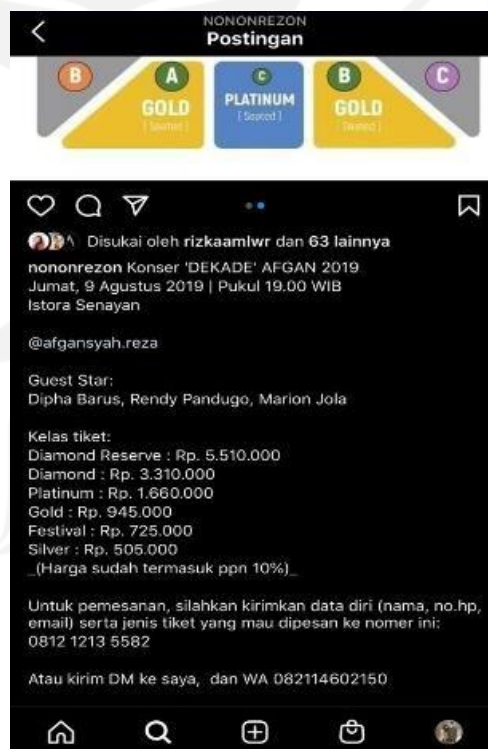 NONONREZON
Postingan
B
A
GOLD
C
PLATINUM
B
GOLD
C
Disukai oleh rizkaamlwr dan 63 lainnya
nononrezon Konser 'DEKADE' AFGAN 2019
Jumat, 9 Agustus 2019 | Pukul 19.00 WIB
Istora Senayan
@afgansyah.reza
Guest Star:
Dipha Barus, Rendy Pandugo, Marion Jola
Kelas tiket:
Diamond Reserve : Rp. 5.510.000
Diamond : Rp. 3.310.000
Platinum : Rp. 1.660.000
Gold : Rp. 945.000
Festival : Rp. 725.000
Silver : Rp. 505.000
_(Harga sudah termasuk ppn 10%)_
Untuk pemesanan, silahkan kirimkan data diri (nama, no.hp,
email) serta jenis tiket yang mau dipesan ke nomer ini:
0812 1213 5582
Atau kirim DM ke saya,  dan WA 082114602150